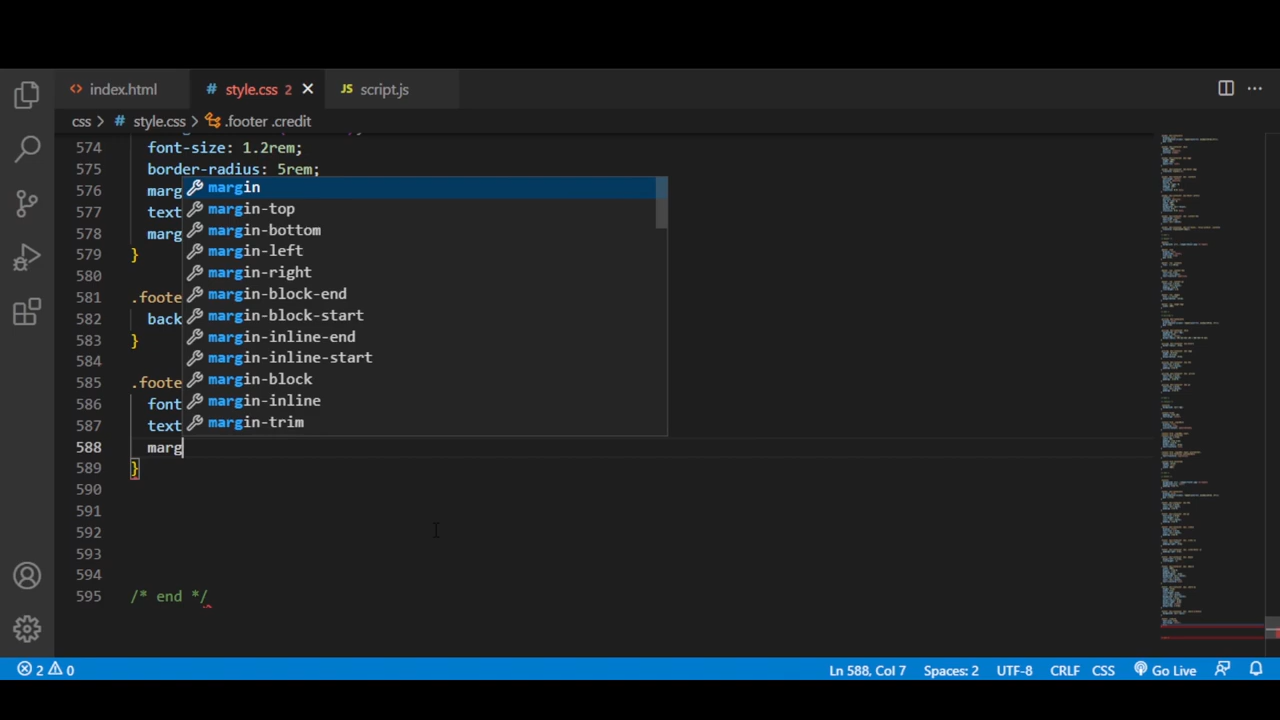 index.html
style.css 2
script.js
css > style.css > .footer .credit
574 font-size: 1.2rem;
575 border-radius: 5rem;
576 marg
577 text
578 marg
579 }
580
581 .foote
582 back
583 }
584
585 .foote
586 font
587 text
588 marg
589 }
590
591
592
593
594
595 /* end */
margin
margin-top
margin-bottom
margin-left
margin-right
margin-block-end
margin-block-start
margin-inline-end
margin-inline-start
margin-block
margin-inline
margin-trim
2 0 Ln 588, Col 7 Spaces: 2 UTF-8 CRLF CSS Go Live